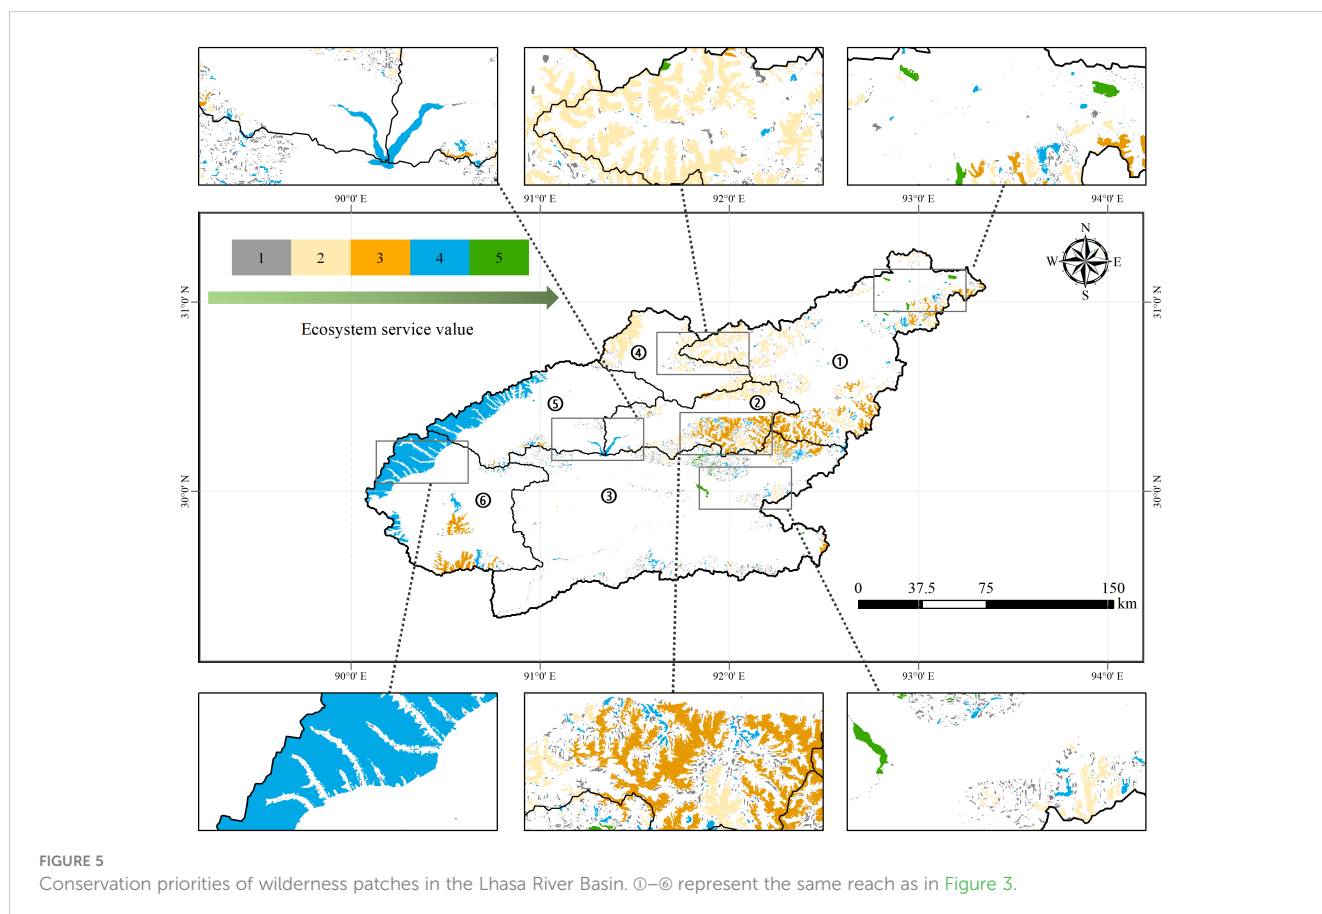 90°0' E
91°0' E
92°0' E
93°0' E
94°0' E
1 2 3 4 5
Ecosystem service value
N
W E
S
31°0' N
31°0' N
30°0' N
30°0' N
④
①
⑤
②
⑥
③
0 37.5 75 150
km
90°0' E
91°0' E
92°0' E
93°0' E
94°0' E
FIGURE 5
Conservation priorities of wilderness patches in the Lhasa River Basin. ①–⑥ represent the same reach as in Figure 3.